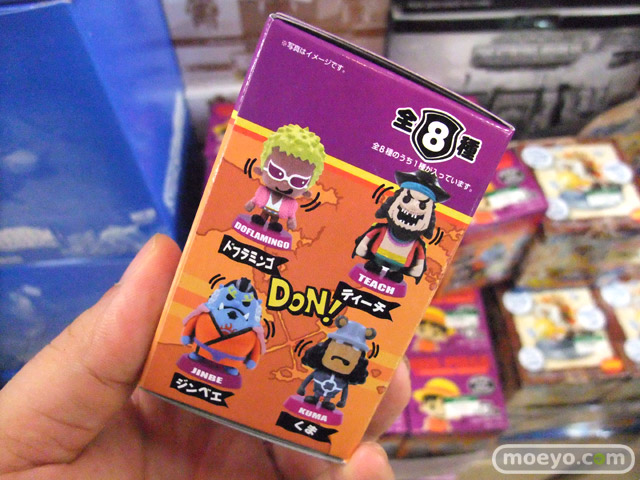 ※写真はイメージです。
全8種
全8種のうち1種が入っています。
DOFLAMINGO
ドフラミンゴ
TEACH
ティーチ
DON!
JINBE
ジンベエ
KUMA
くま
moeyo.com